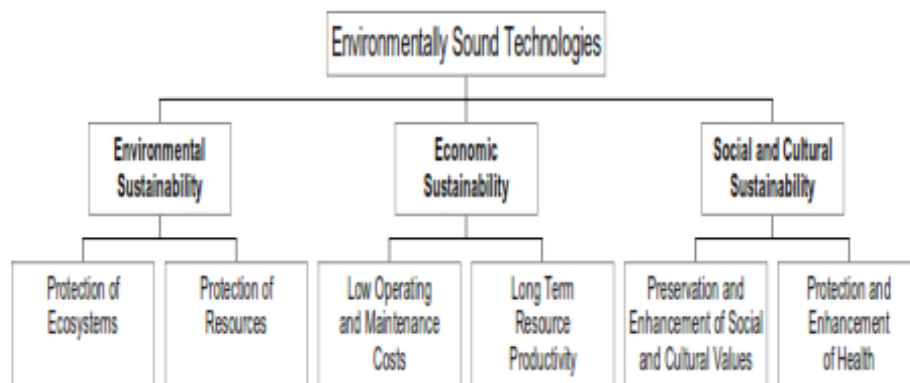 Environmentally Sound Technologies
Environmental
Sustainability
Economic
Sustainability
Social and Cultural
Sustainability
Protection of
Ecosystems
Protection of
Resources
Low Operating
and Maintenance
Costs
Long Term
Resource
Productivity
Preservation and
Enhancement of Social
and Cultural Values
Protection and
Enhancement
of Health